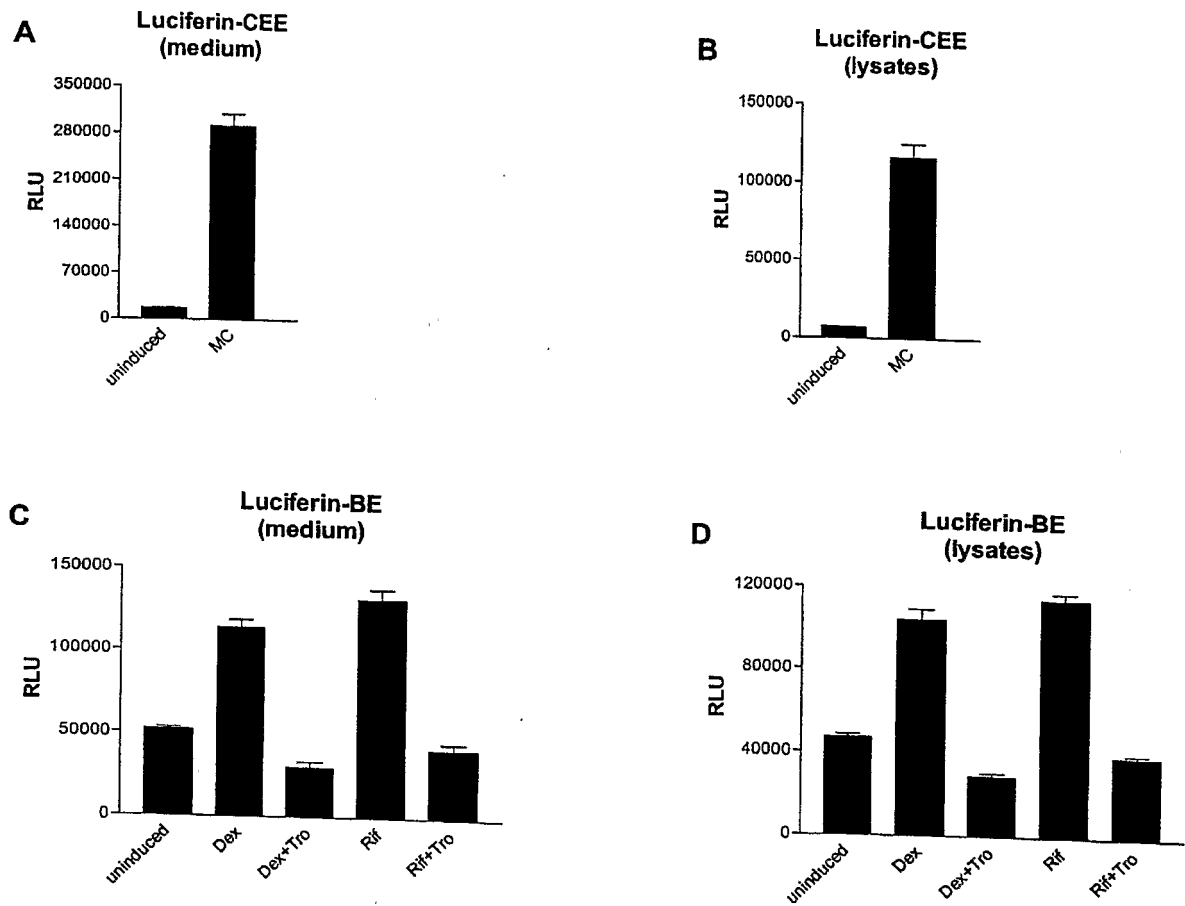 A
Luciferin-CEE
(medium)
350000
280000
210000
140000
70000
0
RLU
uninduced
MC
B
Luciferin-CEE
(lysates)
150000
100000
50000
0
RLU
uninduced
MC
C
Luciferin-BE
(medium)
150000
100000
50000
0
RLU
uninduced
Dex
Dex+Tro
Rif
Rif+Tro
D
Luciferin-BE
(lysates)
120000
80000
40000
0
RLU
uninduced
Dex
Dex+Tro
Rif
Rif+Tro